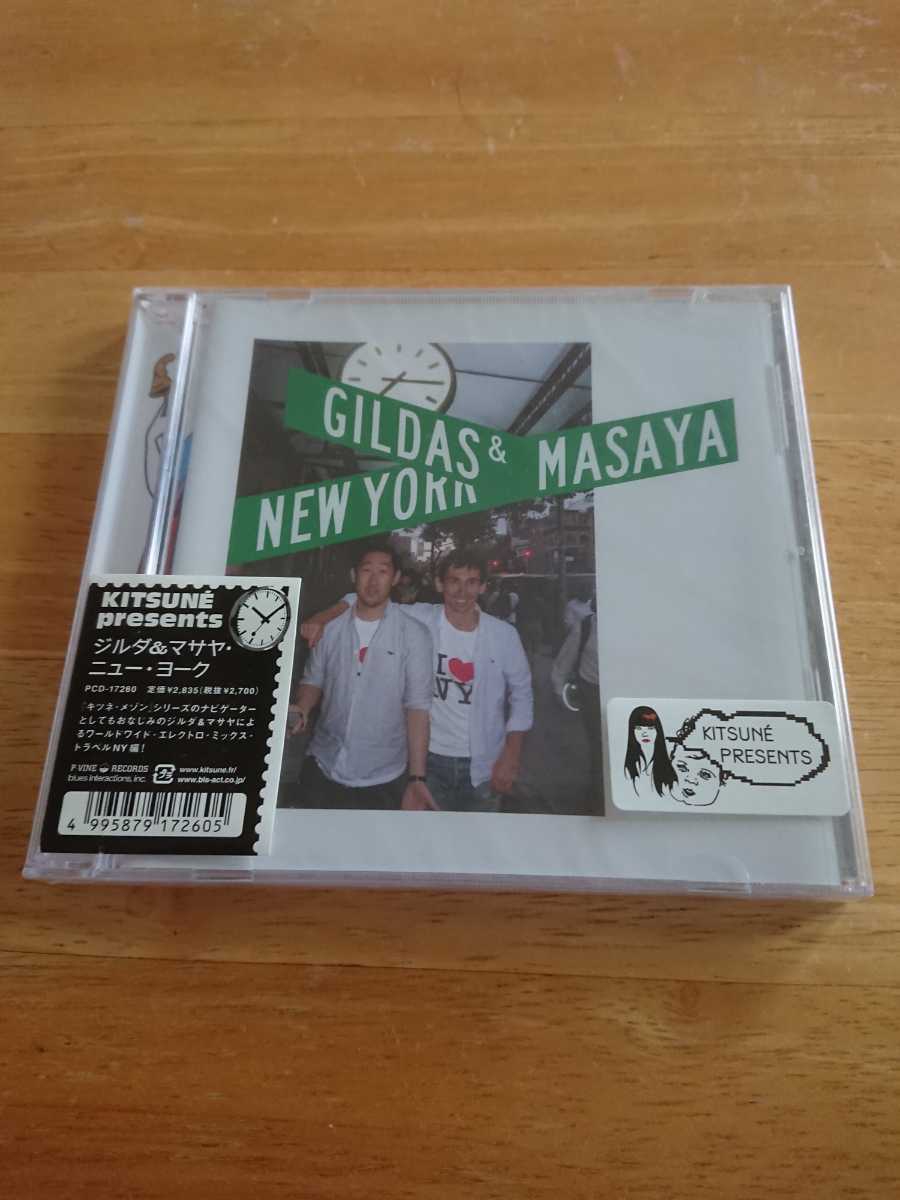 GILDAS & MASAYA
NEW YORK
I NY
KITSUNÉ
presents
ジルダ&マサヤ・
ニュー・ヨーク
PCD-17260 定価¥2,835(税抜¥2,700)
『キツネ・メゾン』シリーズのナビゲーター
としてもおなじみのジルダ&マサヤによ
るワールドワイド・エレクトロ・ミックス・
トラベルNY編!
P-VINE RECORDS
blues interactions, inc.
www.kitsune.fr/
www.bls-act.co.jp/
4 995879 172605
KITSUNÉ
PRESENTS